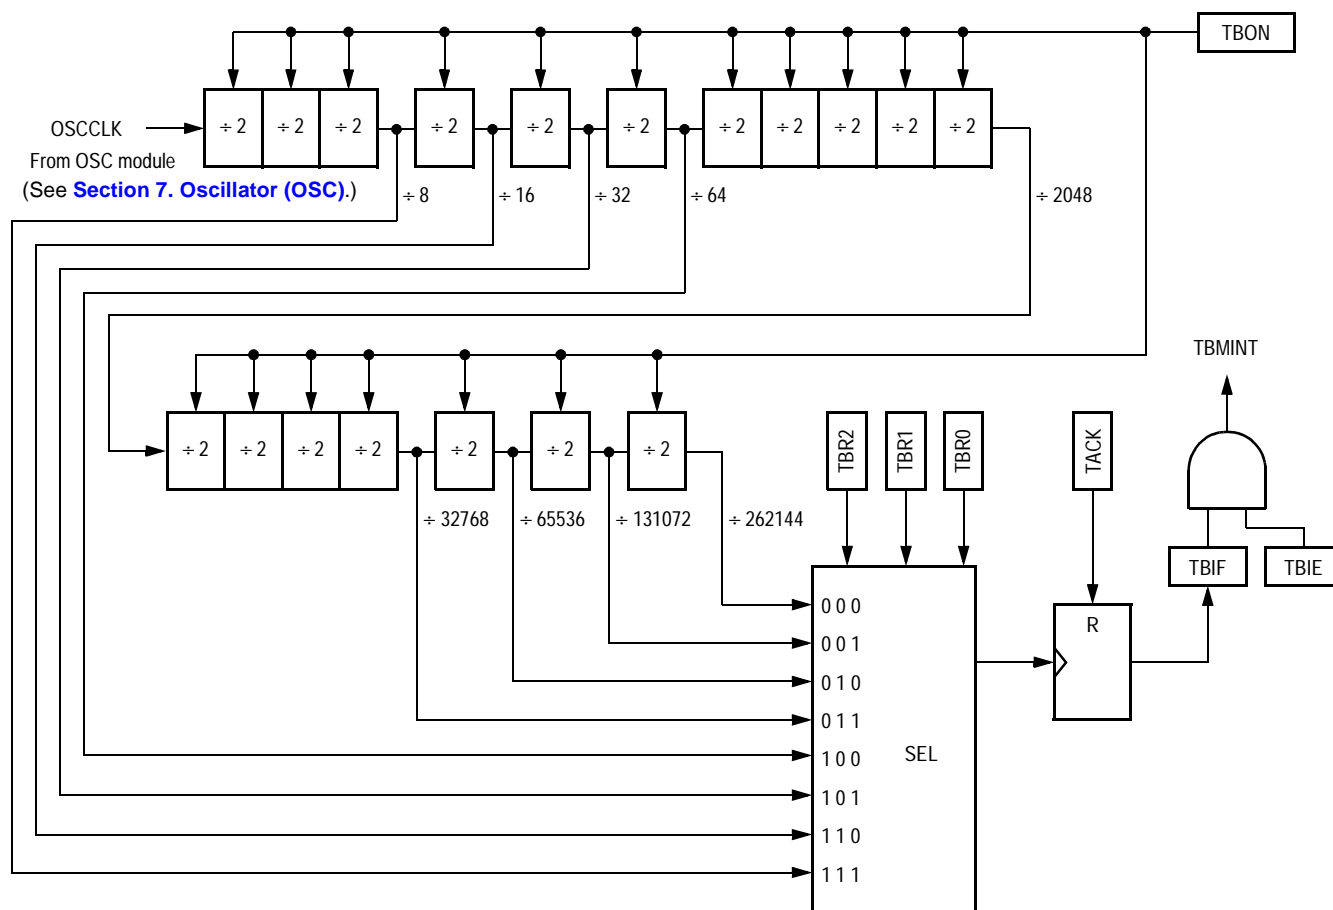 TBON
OSCCLK
÷ 2 ÷ 2 ÷ 2 ÷ 2 ÷ 2 ÷ 2 ÷ 2 ÷ 2 ÷ 2 ÷ 2 ÷ 2
From OSC module
(See Section 7. Oscillator (OSC).)
÷ 8 ÷ 16 ÷ 32 ÷ 64 ÷ 2048
TBMINT
÷ 2 ÷ 2 ÷ 2 ÷ 2 ÷ 2 ÷ 2 ÷ 2
TBR2
TBR1
TBR0
TACK
÷ 32768 ÷ 65536 ÷ 131072 ÷ 262144
TBIF TBIE
0 0 0
R
0 0 1
0 1 0
0 1 1
1 0 0
SEL
1 0 1
1 1 0
1 1 1